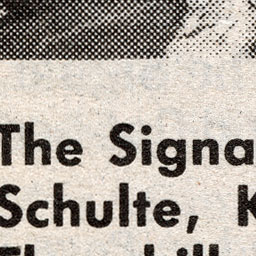 The Signa
Schulte, K